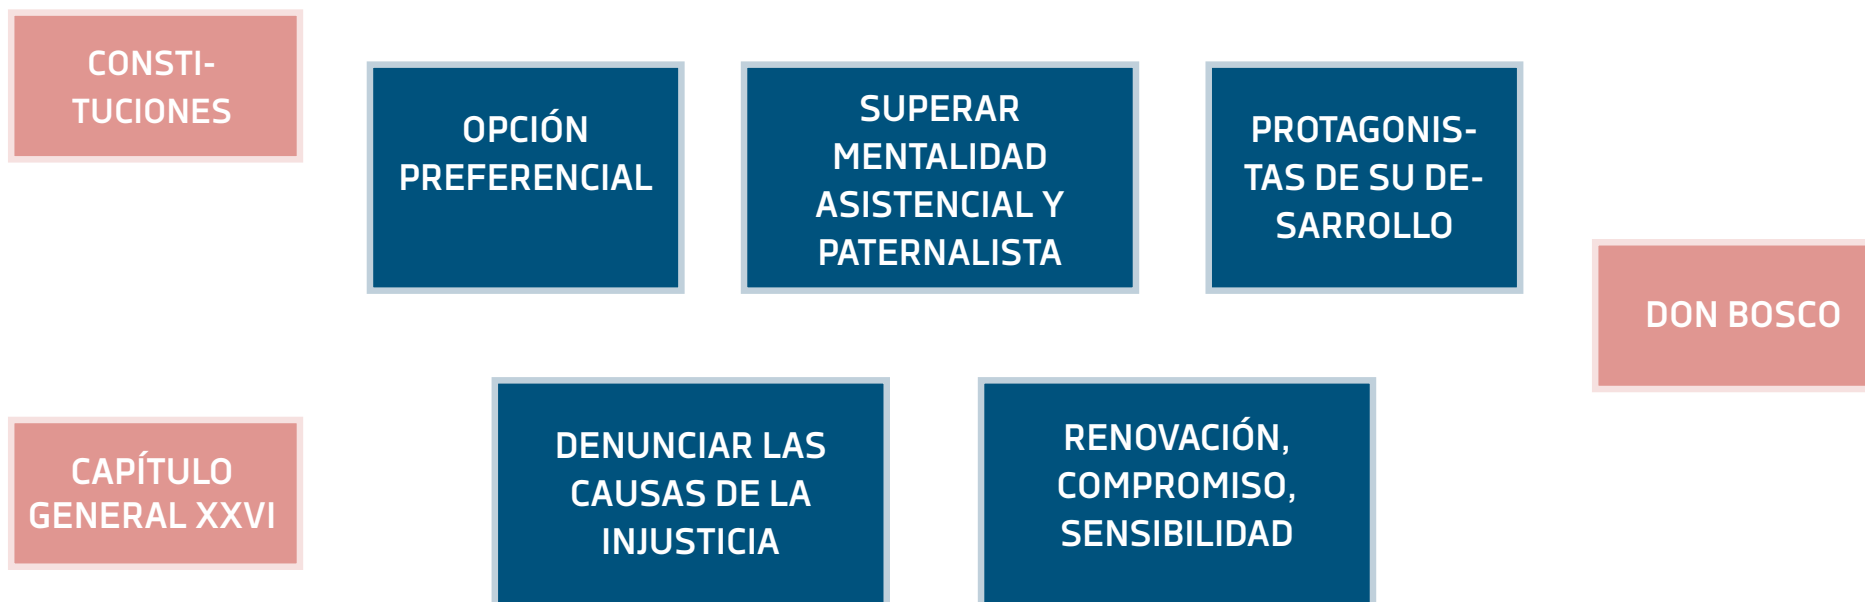 CONSTI-
TUCIONES
OPCIÓN
PREFERENCIAL
SUPERAR
MENTALIDAD
ASISTENCIAL Y
PATERNALISTA
PROTAGONIS-
TAS DE SU DE-
SARROLLO
DON BOSCO
CAPÍTULO
GENERAL XXVI
DENUNCIAR LAS
CAUSAS DE LA
INJUSTICIA
RENOVACIÓN,
COMPROMISO,
SENSIBILIDAD